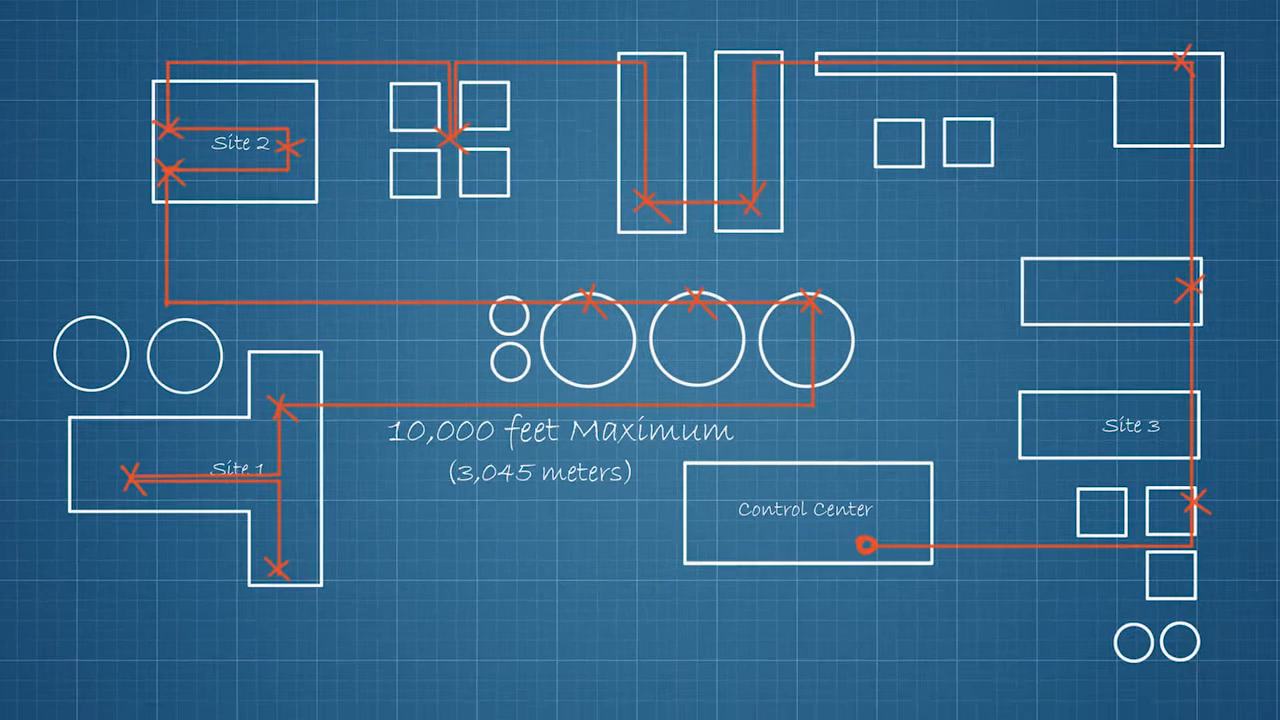 Site 2
10,000 feet Maximum
(3,045 meters)
Site 3
Site 1
Control Center